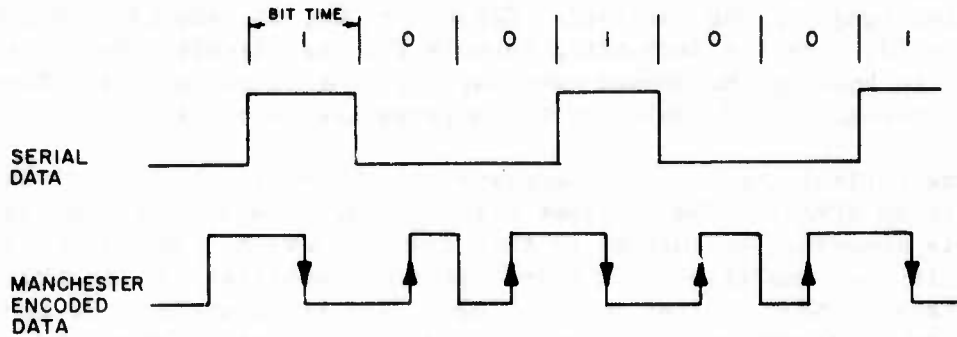 BIT TIME
1 0 0 1 0 0 1
SERIAL
DATA
MANCHESTER
ENCODED
DATA